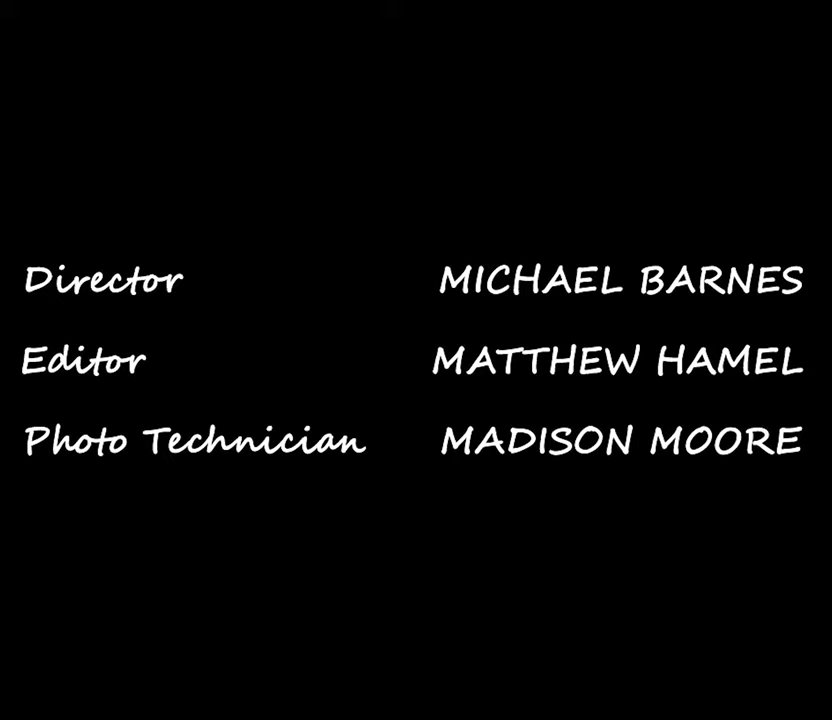 Director MICHAEL BARNES
Editor MATTHEW HAMEL
Photo Technician MADISON MOORE